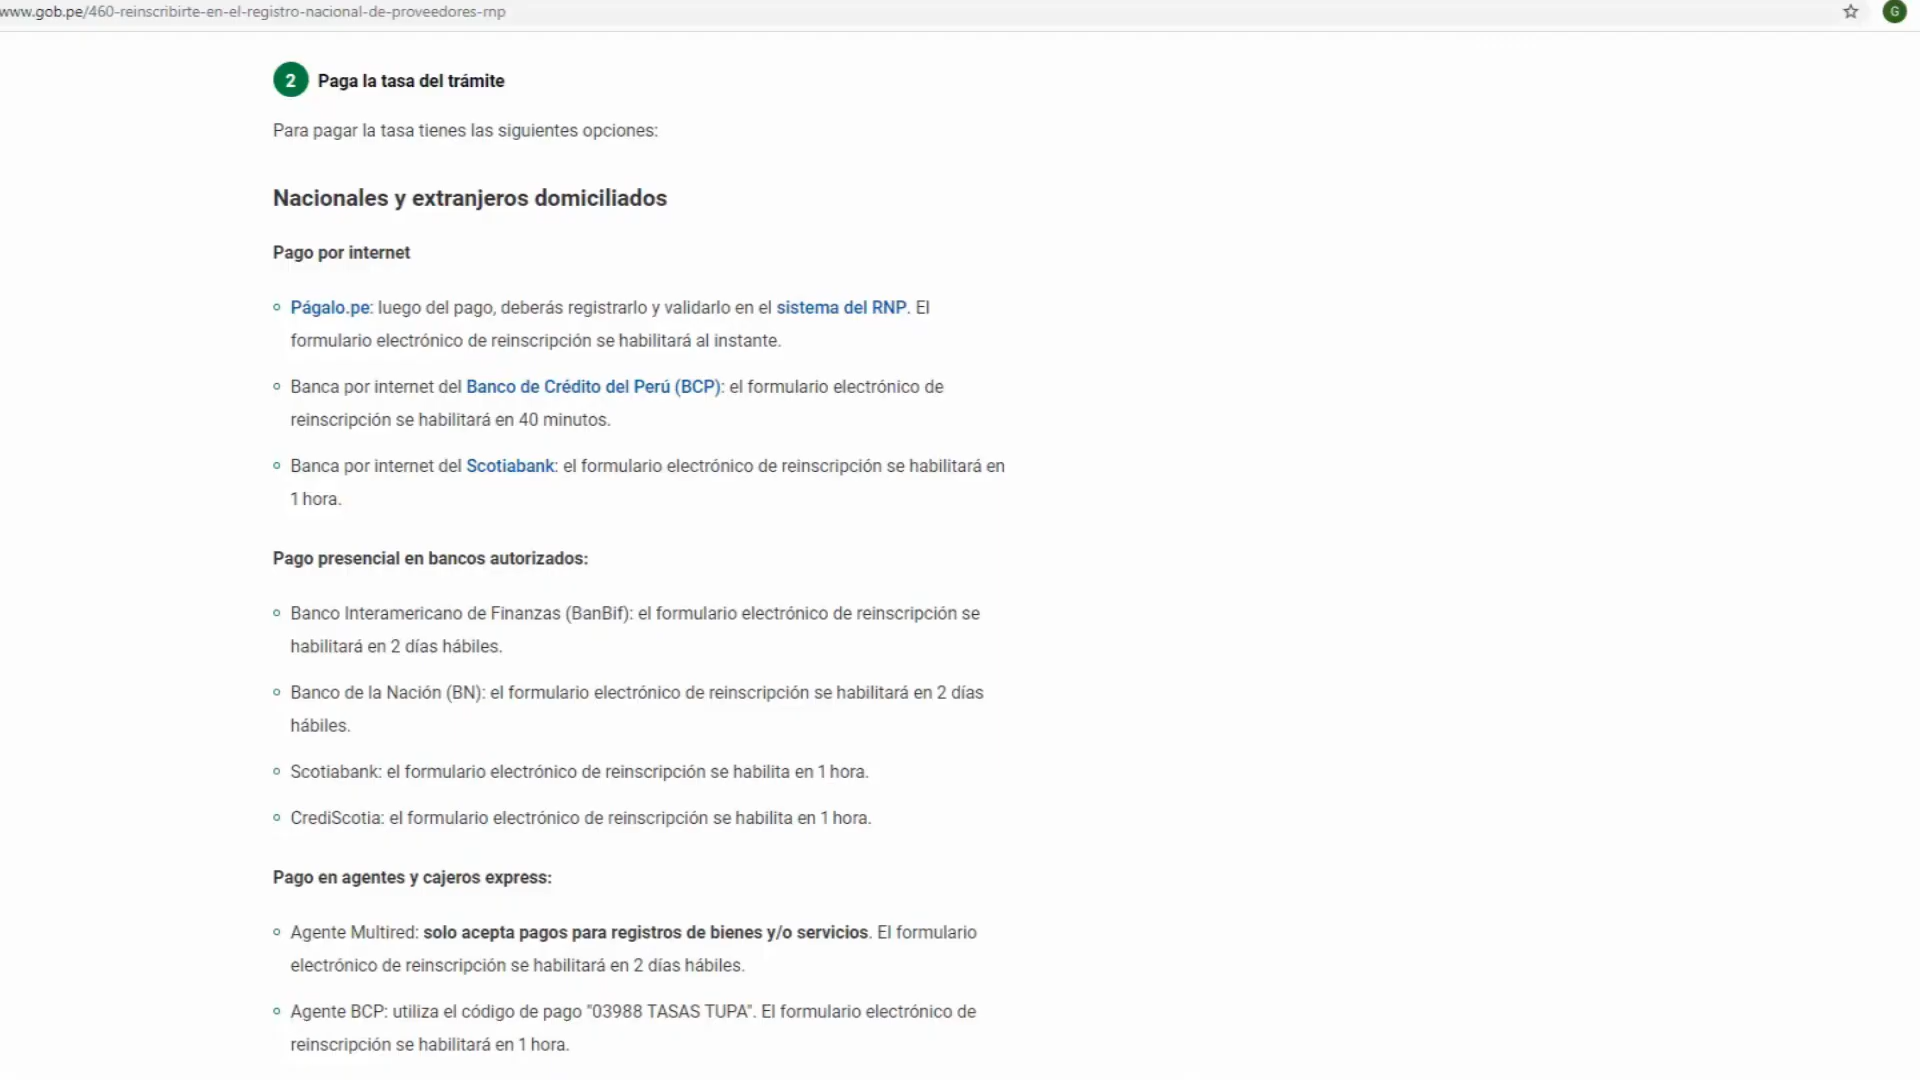 www.gob.pe/460-reinscribirte-en-el-registro-nacional-de-proveedores-rnp
G
2 Paga la tasa del trámite
Para pagar la tasa tienes las siguientes opciones:
Nacionales y extranjeros domiciliados
Pago por internet
Págalo.pe: luego del pago, deberás registrarlo y validarlo en el sistema del RNP. El
formulario electrónico de reinscripción se habilitará al instante.
Banca por internet del Banco de Crédito del Perú (BCP): el formulario electrónico de
reinscripción se habilitará en 40 minutos.
Banca por internet del Scotiabank: el formulario electrónico de reinscripción se habilitará en
1 hora.
Pago presencial en bancos autorizados:
Banco Interamericano de Finanzas (BanBif): el formulario electrónico de reinscripción se
habilitará en 2 días hábiles.
Banco de la Nación (BN): el formulario electrónico de reinscripción se habilitará en 2 días
hábiles.
Scotiabank: el formulario electrónico de reinscripción se habilita en 1 hora.
CrediScotia: el formulario electrónico de reinscripción se habilita en 1 hora.
Pago en agentes y cajeros express:
Agente Multired: solo acepta pagos para registros de bienes y/o servicios. El formulario
electrónico de reinscripción se habilitará en 2 días hábiles.
Agente BCP: utiliza el código de pago "03988 TASAS TUPA". El formulario electrónico de
reinscripción se habilitará en 1 hora.